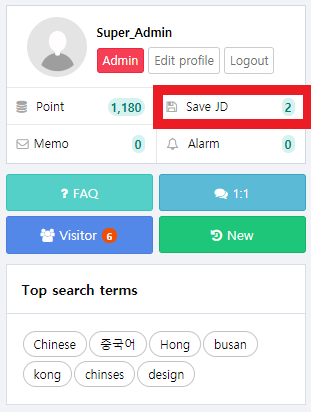 Super_Admin
Board Edit profile Logout
Point 1,180 Save JD 2
Memo 0 Alarm 0
FAQ 1:1
Visitor 6 New
Top search terms
Chinese 중국어 Hong busan
kong chinses design